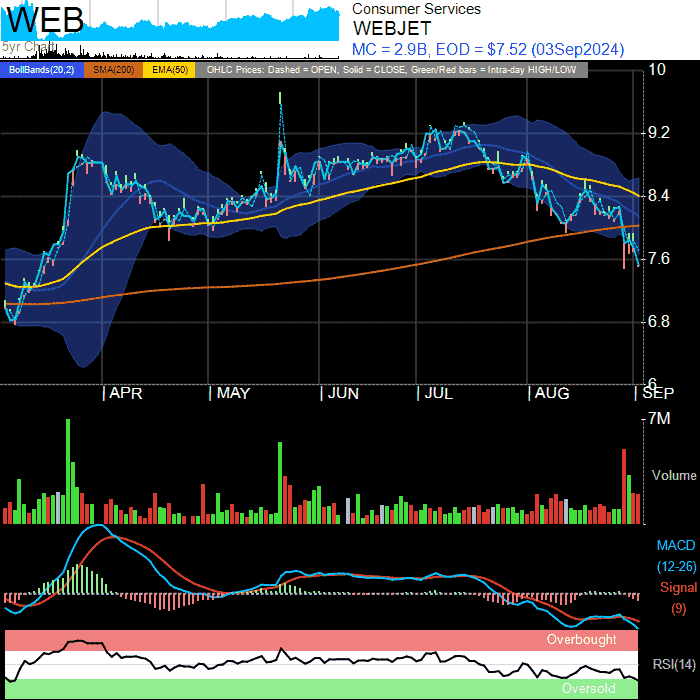 WEB
5yr Chart
Consumer Services
WEBJET
MC = 2.9B, EOD = $7.52 (03Sep2024)
BollBands(20,2) SMA(200) EMA(50) OHLC Prices: Dashed = OPEN, Solid = CLOSE, Green/Red bars = Intra-day HIGH/LOW
10
9.2
8.4
7.6
6.8
6
| APR | MAY | JUN | JUL | AUG | SEP
7M
Volume
MACD
(12-26)
Signal
(9)
Overbought
RSI(14)
Oversold